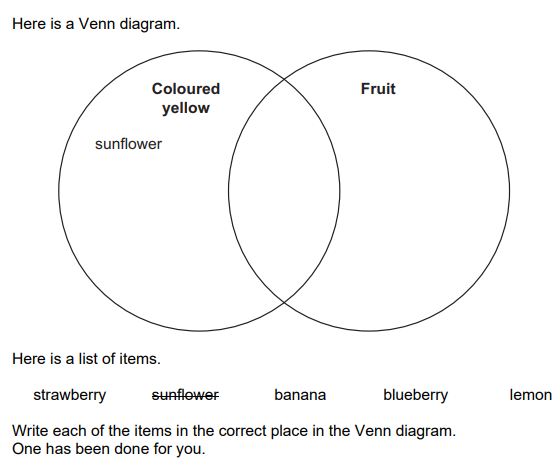 Here is a Venn diagram.
Coloured
yellow
Fruit
sunflower
Here is a list of items.
strawberry sunflower banana blueberry lemon
Write each of the items in the correct place in the Venn diagram.
One has been done for you.